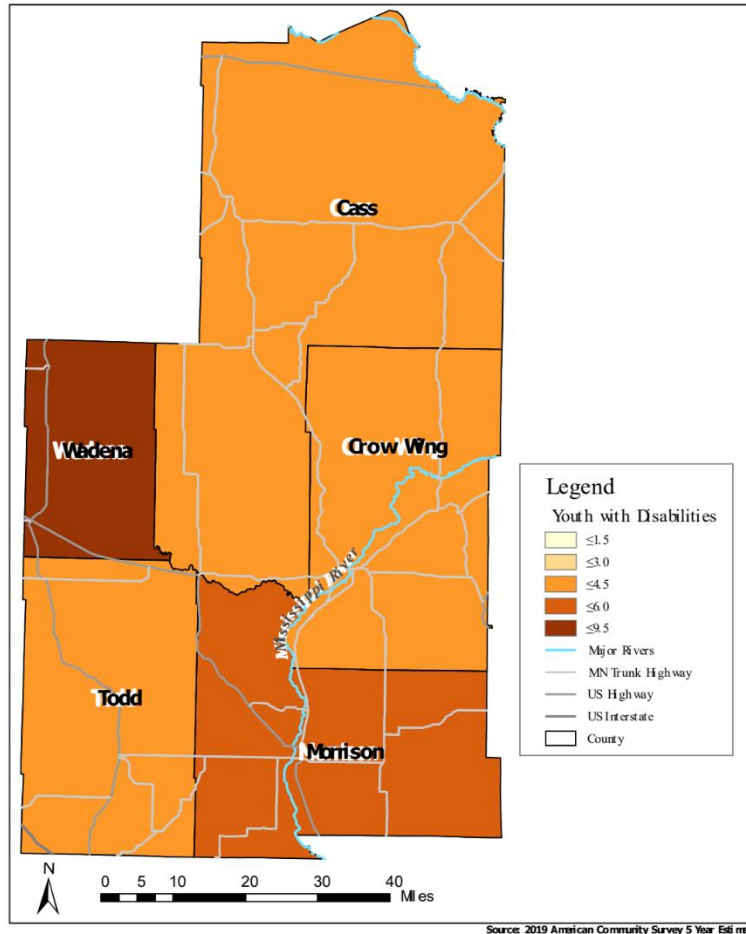 Cass
Wadena
Crow Wing
Mississippi River
Todd
Morrison
Legend
Youth with Disabilities
≤1.5
≤3.0
≤4.5
≤6.0
≤9.5
Major Rivers
MN Trunk Highway
US Highway
US Interstate
County
N
0 5 10 20 30 40
Miles
Source: 2019 American Community Survey 5 Year Estim